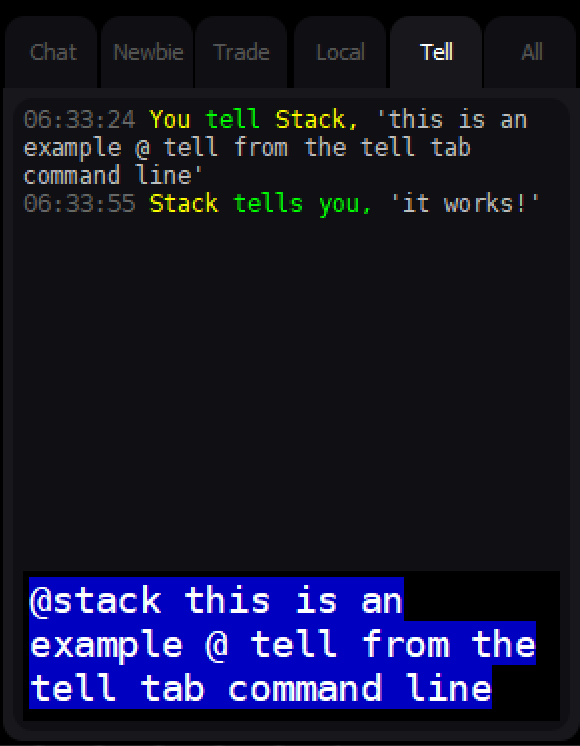 Chat Newbie Trade Local Tell All
06:33:24 You tell Stack, 'this is an
example @ tell from the tell tab
command line'
06:33:55 Stack tells you, 'it works!'
@stack this is an
example @ tell from the
tell tab command line